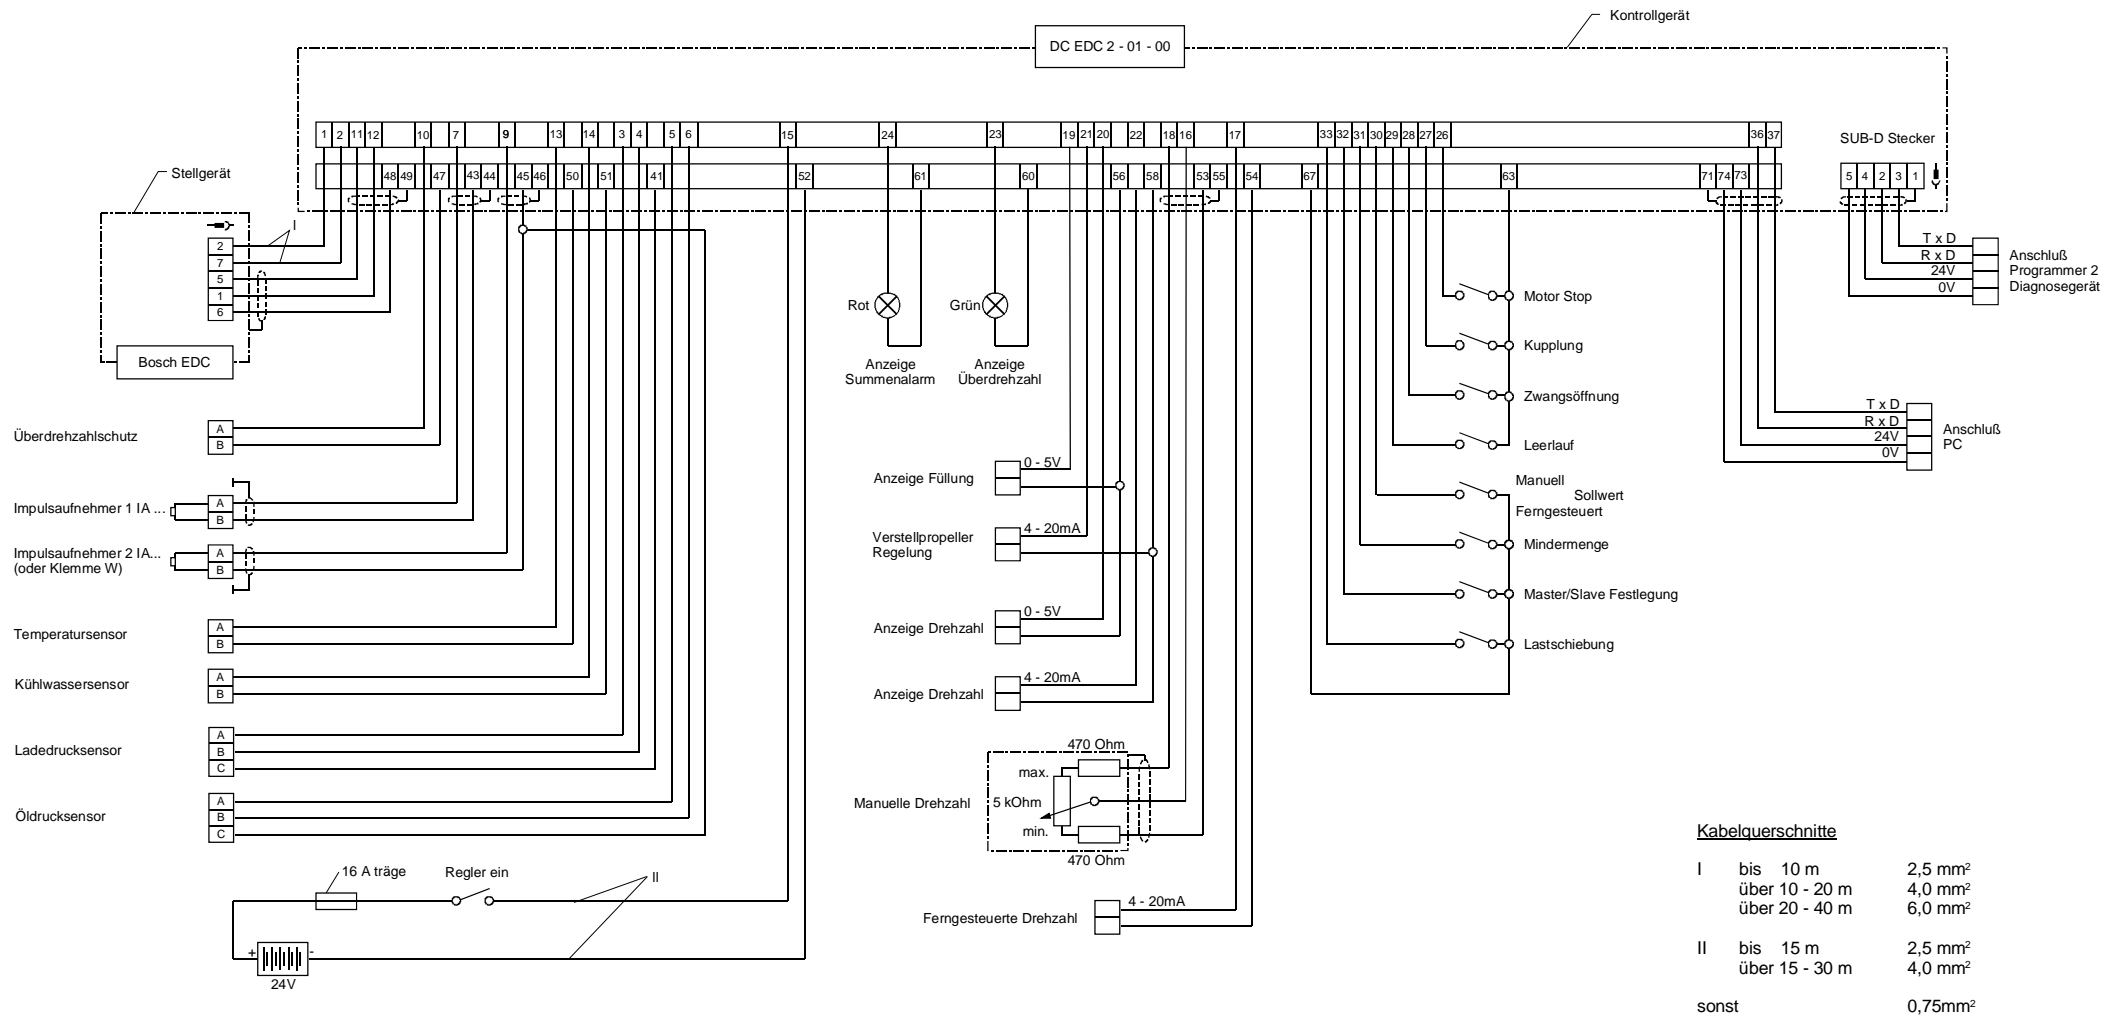 Kontrollgerät
DC EDC 2 - 01 - 00
1 2 11 12 10 7 9 13 14 3 4 5 6 15 24 23 19 21 20 22 18 16 17 33 32 31 30 29 28 27 26 36 37
SUB-D Stecker
48 49 47 43 44 45 46 50 51 41 52 61 60 56 58 53 55 54 67 63 71 74 73
5 4 2 3 1
Stellgerät
I
2
7
5
1
6
Bosch EDC
T x D
R x D
24V
0V
Anschluß
Programmer 2
Diagnosegerät
Rot
Anzeige
Summenalarm
Grün
Anzeige
Überdrehzahl
Motor Stop
Kupplung
Zwangsöffnung
Leerlauf
Manuell
Sollwert
Ferngesteuert
Mindermenge
Master/Slave Festlegung
Lastschiebung
T x D
R x D
24V
0V
Anschluß
PC
Überdrehzahlschutz
A
B
Impulsaufnehmer 1 IA ...
A
B
Impulsaufnehmer 2 IA...
(oder Klemme W)
A
B
Temperatursensor
A
B
Kühlwassersensor
A
B
Ladedrucksensor
A
B
C
Öldrucksensor
A
B
C
Anzeige Füllung
0 - 5V
Verstellpropeller
Regelung
4 - 20mA
Anzeige Drehzahl
0 - 5V
Anzeige Drehzahl
4 - 20mA
470 Ohm
max.
Manuelle Drehzahl
5 kOhm
min.
470 Ohm
Ferngesteuerte Drehzahl
4 - 20mA
16 A träge
Regler ein
II
+
-
24V
Kabelquerschnitte
I bis 10 m 2,5 mm²
über 10 - 20 m 4,0 mm²
über 20 - 40 m 6,0 mm²
II bis 15 m 2,5 mm²
über 15 - 30 m 4,0 mm²
sonst 0,75mm²